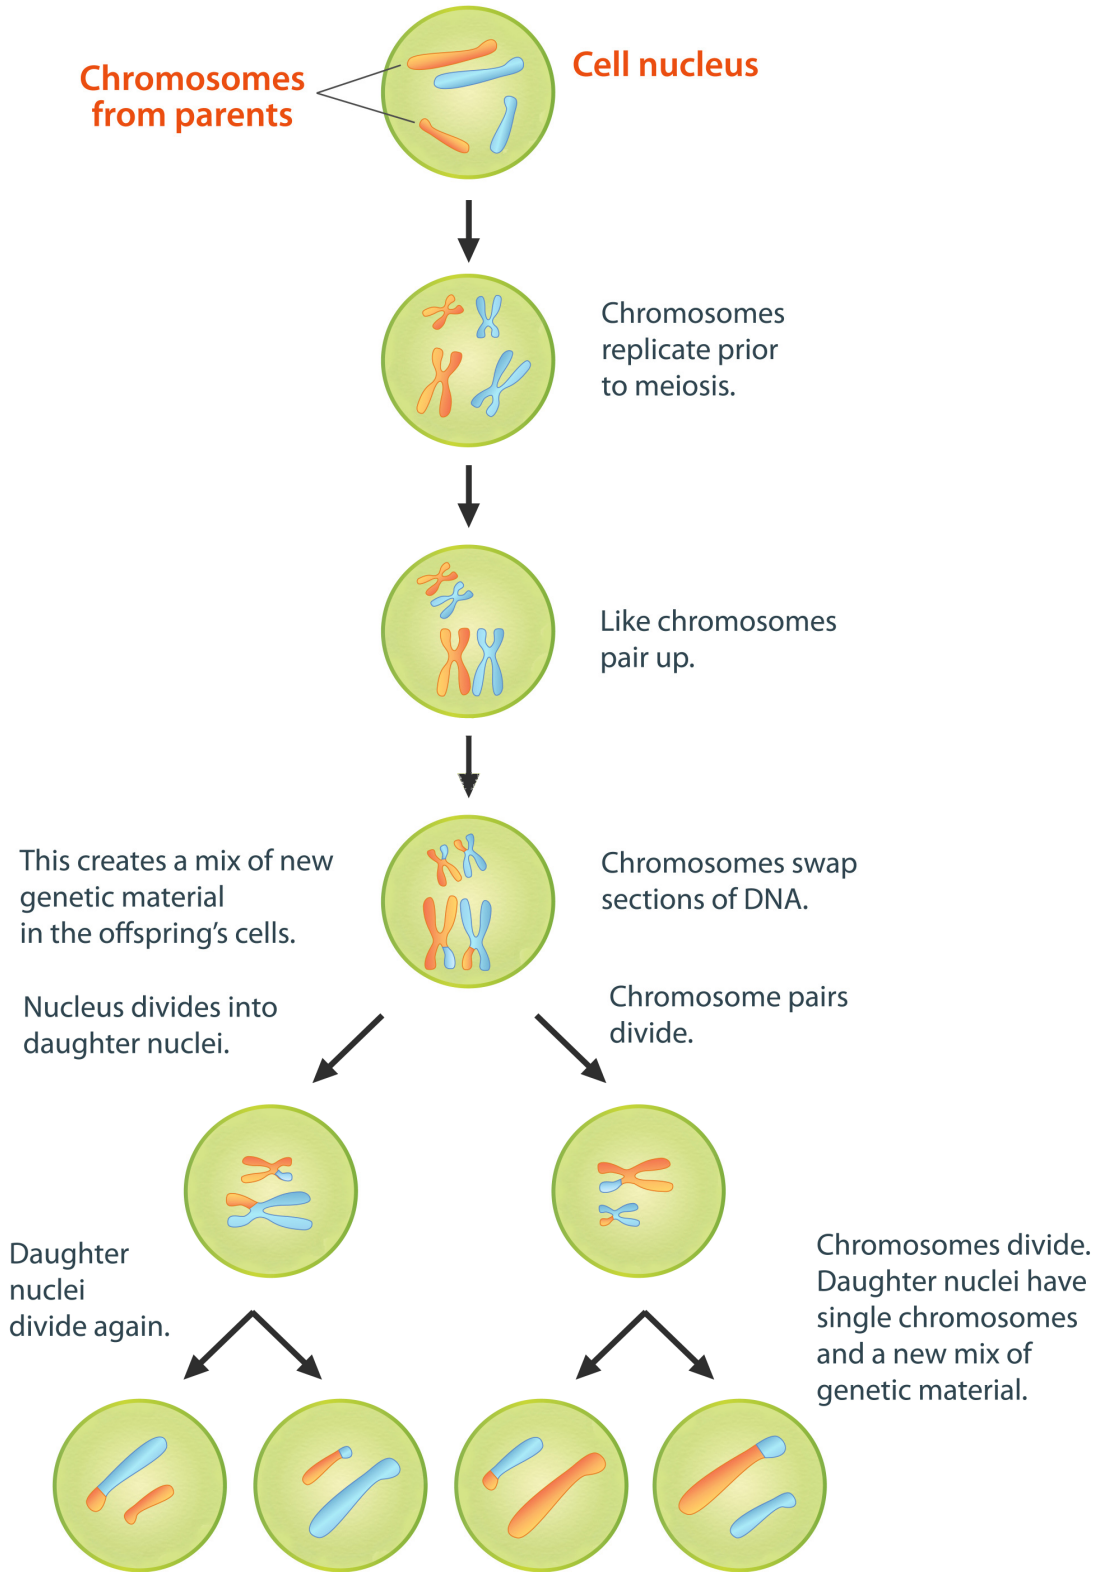 Chromosomes
from parents
Cell nucleus
Chromosomes
replicate prior
to meiosis.
Like chromosomes
pair up.
This creates a mix of new
genetic material
in the offspring's cells.
Chromosomes swap
sections of DNA.
Nucleus divides into
daughter nuclei.
Chromosome pairs
divide.
Daughter
nuclei
divide again.
Chromosomes divide.
Daughter nuclei have
single chromosomes
and a new mix of
genetic material.